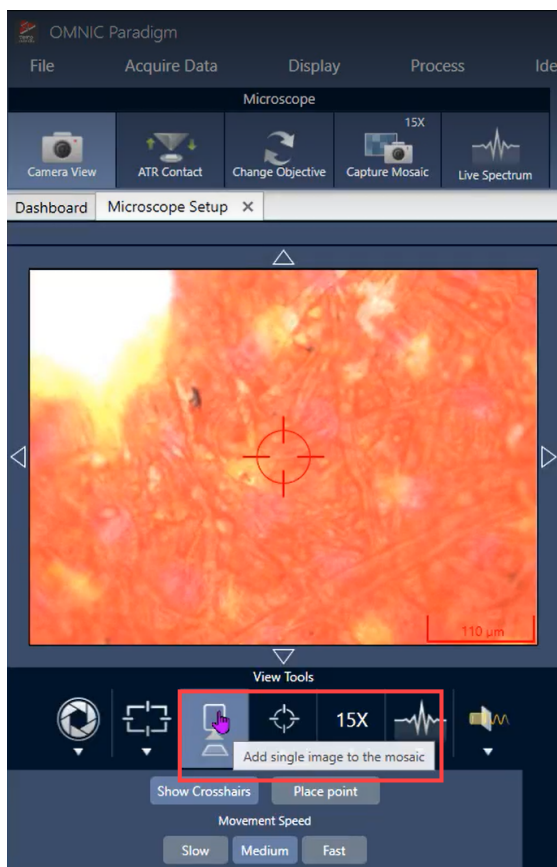 OMNIC Paradigm
File Acquire Data Display Process Ide
Microscope
15X
Camera View ATR Contact Change Objective Capture Mosaic Live Spectrum
Dashboard Microscope Setup ×
110 µm
View Tools
15X
Add single image to the mosaic
Show Crosshairs Place point
Movement Speed
Slow Medium Fast